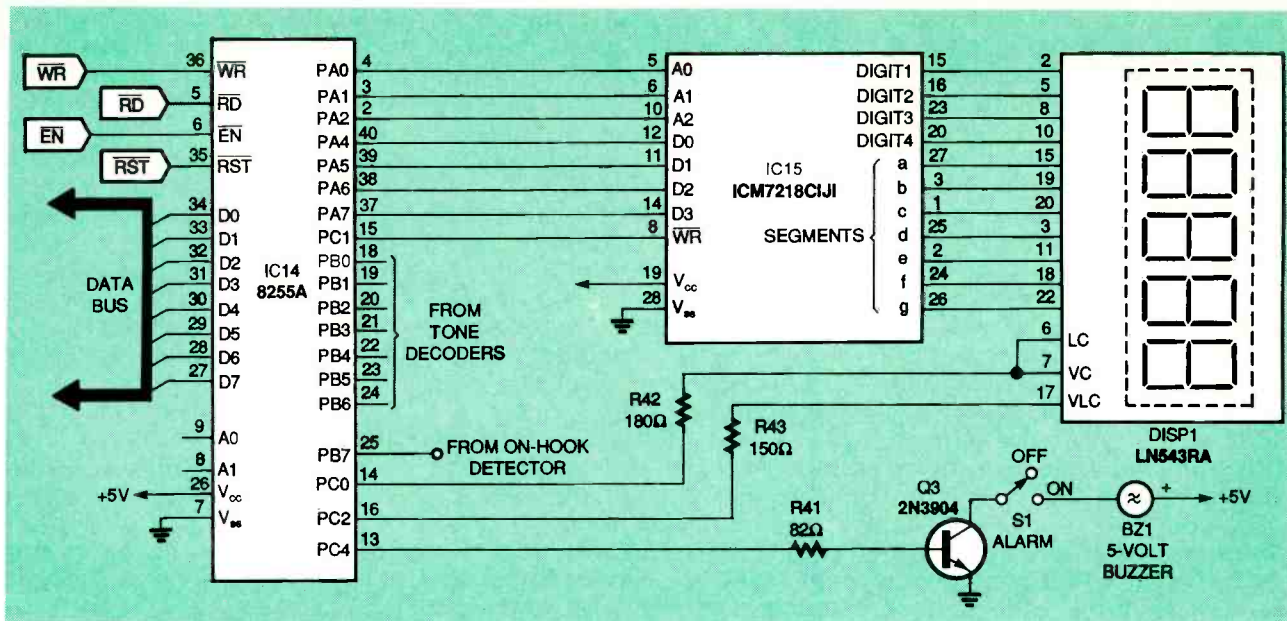 WR
RD
EN
RST
DATA
BUS
36
5
6
35
34
33
32
31
30
29
28
27
9
8
+5V
26
7
WR
RD
EN
RST
D0
D1
D2
D3
D4
D5
D6
D7
A0
A1
Vcc
Vss
IC14
8255A
PA0
PA1
PA2
PA4
PA5
PA6
PA7
PC1
PB0
PB1
PB2
PB3
PB4
PB5
PB6
PB7
PC0
PC2
PC4
4
3
2
40
39
38
37
15
18
19
20
21
22
23
24
25
14
16
13
FROM
TONE
DECODERS
FROM ON-HOOK
DETECTOR
R42
180Ω
R43
150Ω
R41
82Ω
5
6
10
12
11
14
8
19
28
A0
A1
A2
D0
D1
D2
D3
WR
Vcc
Vss
IC15
ICM7218CIJI
DIGIT1
DIGIT2
DIGIT3
DIGIT4
SEGMENTS
a
b
c
d
e
f
g
15
16
23
20
27
3
1
25
2
24
26
2
5
8
10
15
19
20
3
11
18
22
6
7
17
LC
VC
VLC
DISP1
LN543RA
Q3
2N3904
OFF
ON
S1
ALARM
+
+5V
BZ1
5-VOLT
BUZZER